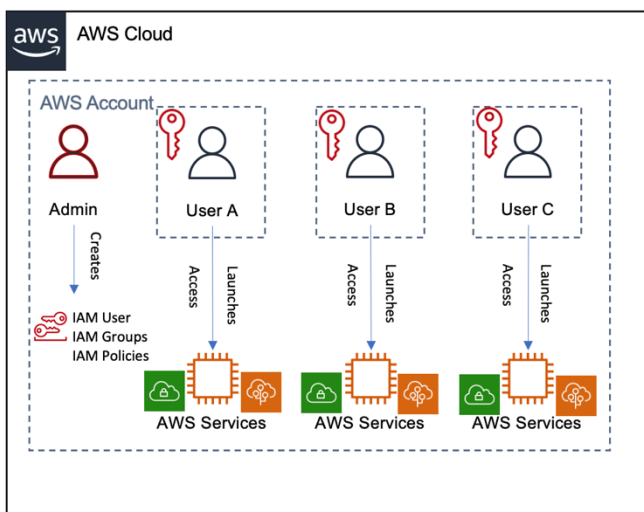 aws
AWS Cloud
AWS Account
Admin
User A
User B
User C
Creates
Access
Launches
Access
Launches
Access
Launches
IAM User
IAM Groups
IAM Policies
AWS Services
AWS Services
AWS Services